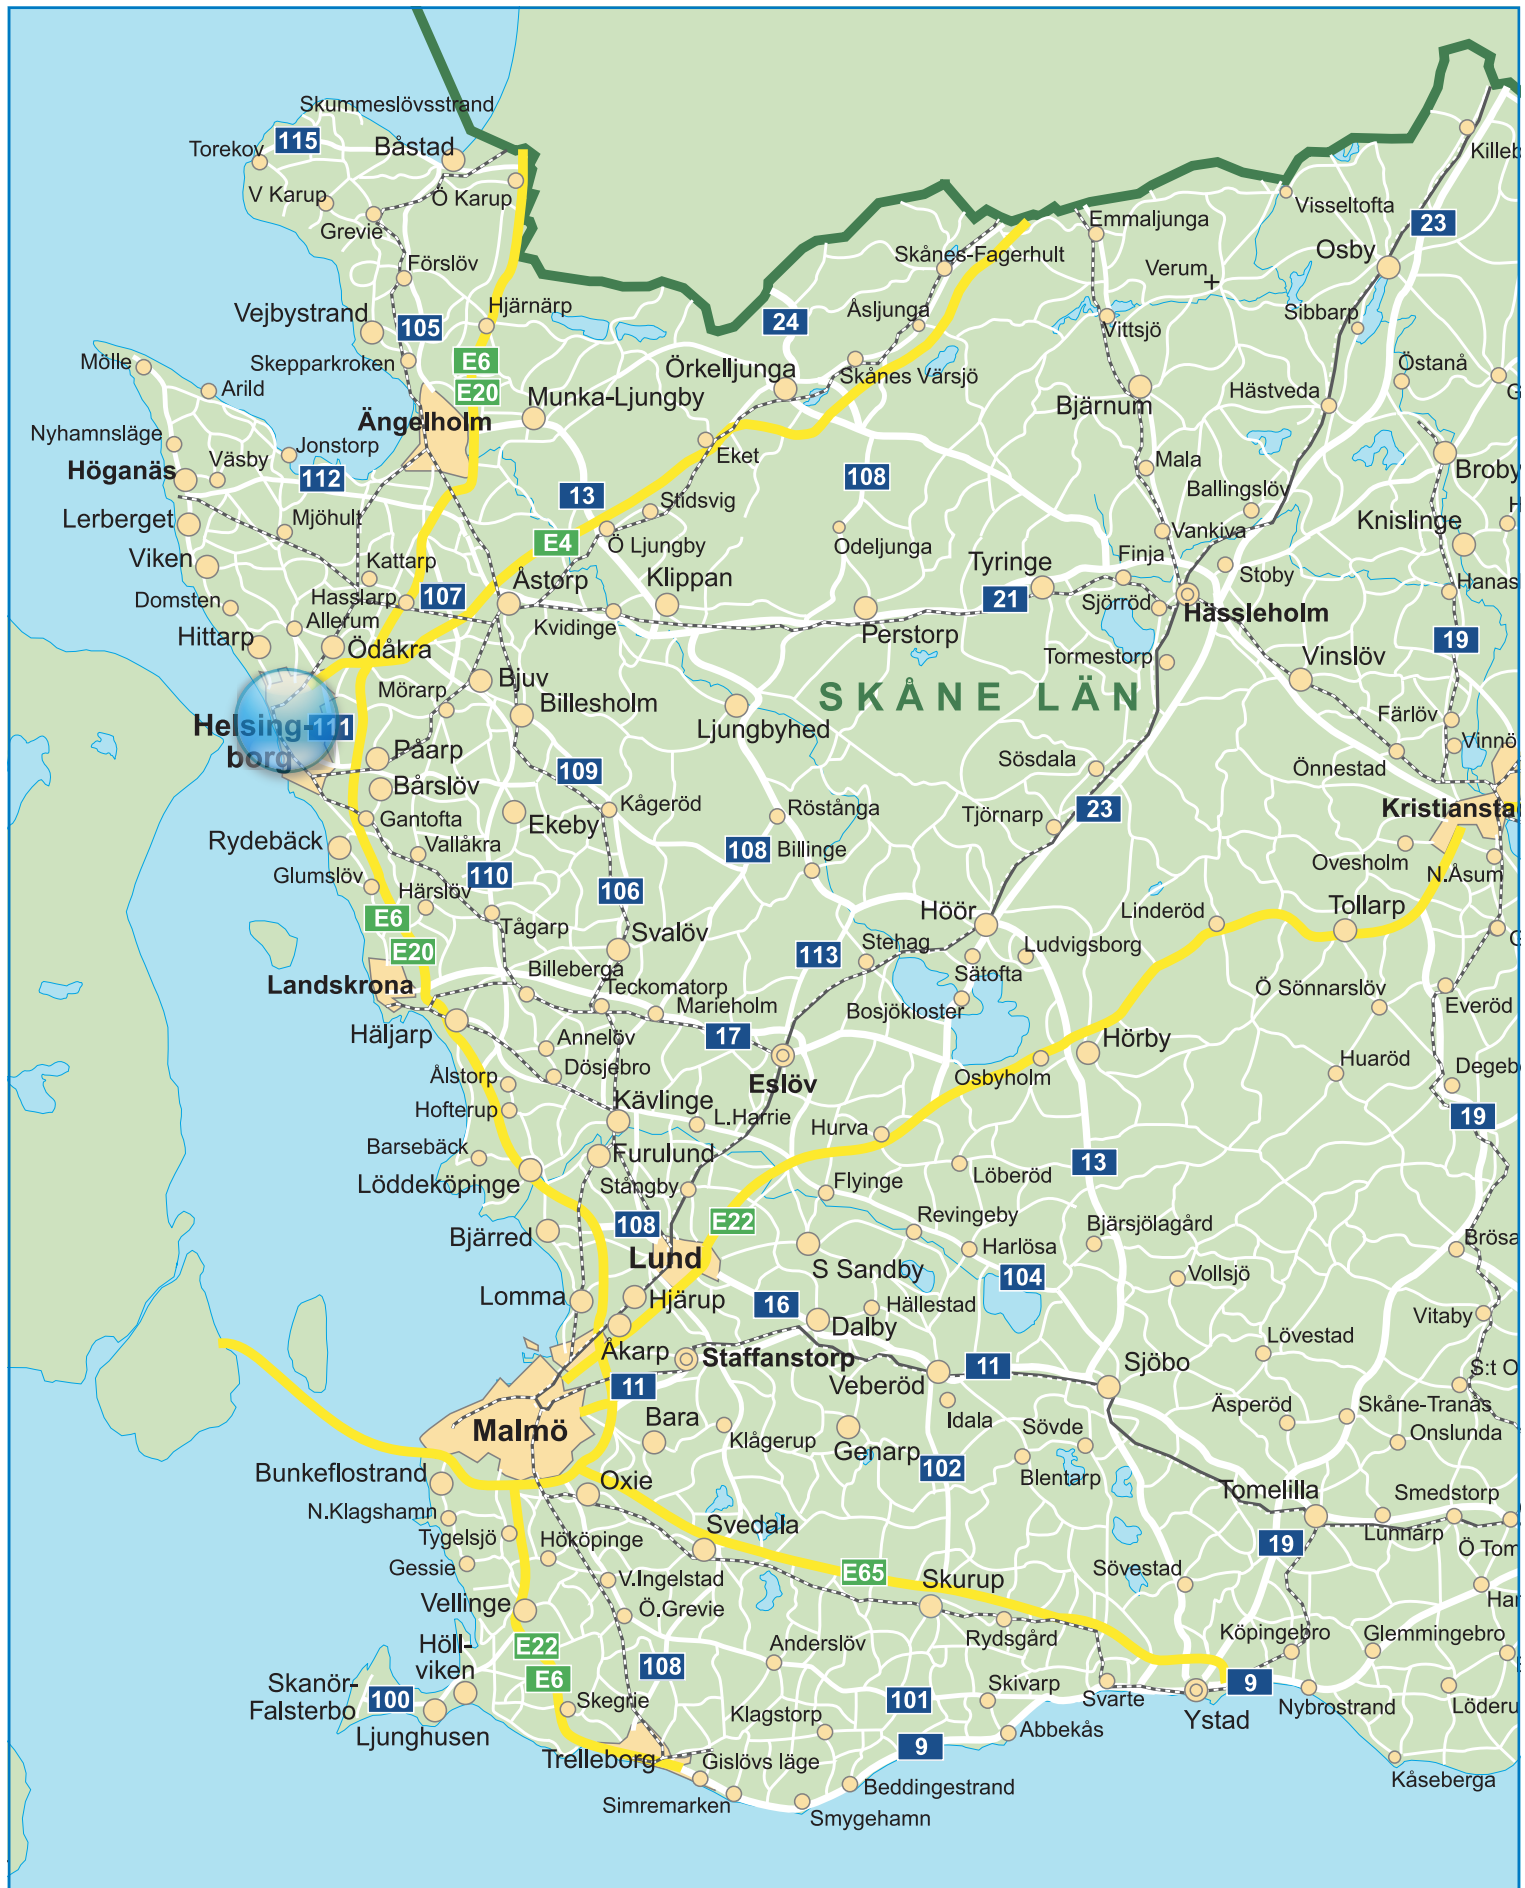 Skummeslövsstrand
115
Torekov
Båstad
Killeb
V Karup
Ö Karup
Visseltofta
Grevie
Emmaljunga
23
Skånes-Fagerhult
Osby
Förslöv
Verum
Hjärnärp
Vejbystrand
105
24
Åsljunga
Vittsjö
Sibbarp
Mölle
Skepparkroken
E6
Örkelljunga
Skånes Värsjö
Östanå
Arild
E20
Munka-Ljungby
Bjärnum
Hästveda
Ängelholm
Nyhamnsläge
Jonstorp
Eket
Höganäs
Väsby
112
13
108
Mala
Broby
Ballingslöv
Lerberget
Mjöhult
Stidsvig
Knislinge
Vankiva
E4
Ö Ljungby
Odeljunga
Viken
Kattarp
Åstorp
Klippan
Tyringe
Finja
Stoby
Hanas
Domsten
Hasslarp
107
21
Sjörröd
Hässleholm
Allerum
Kvidinge
Perstorp
Hittarp
Ödåkra
19
Tormestorp
Vinslöv
Mörarp
Bjuv
SKÅNE LÄN
Billesholm
Ljungbyhed
Färlöv
Helsing-
borg
111
Vinnö
Påarp
Sösdala
Önnestad
109
Bårslöv
Kågeröd
Röstånga
Tjörnarp
23
Kristianstad
Gantofta
Ekeby
Rydebäck
Vallåkra
108
Billinge
Ovesholm
Glumslöv
110
N.Åsum
Härslöv
106
E6
Tågarp
Höör
Linderöd
Tollarp
E20
Svalöv
Stehag
Ludvigsborg
113
Landskrona
Billeberga
Sätofta
Teckomatorp
Marieholm
Bosjökloster
Ö Sönnarslöv
Everöd
Häljarp
Annelöv
17
Hörby
Huaröd
Dösjebro
Eslöv
Osbyholm
Degeb
Ålstorp
Hofterup
Kävlinge
L.Harrie
Hurva
19
Barsebäck
Furulund
13
Löddeköpinge
Stångby
Flyinge
Löberöd
108
E22
Revingeby
Bjärsjölagård
Bjärred
Harlösa
Brösa
Lund
S Sandby
104
Vollsjö
Lomma
Hjärup
16
Hällestad
Vitaby
Dalby
Lövestad
Åkarp
Staffanstorp
11
Sjöbo
11
Veberöd
S:t O
Idala
Äsperöd
Skåne-Tranås
Malmö
Bara
Klågerup
Genarp
Sövde
Onslunda
Bunkeflostrand
102
Blentarp
Oxie
Tomelilla
Smedstorp
N.Klagshamn
Svedala
Lunnarp
Tygelsjö
Hököpinge
19
Ö Tom
Gessie
E65
Sövestad
V.Ingelstad
Skurup
Har
Vellinge
Ö.Grevie
Rydsgård
Köpingebro
Glemmingebro
Höll-
viken
E22
Anderslöv
108
E6
Skanör-
Falsterbo
100
Skegrie
101
Skivarp
Svarte
9
Nybrostrand
Löderu
Ljunghusen
Klagstorp
Abbekås
Ystad
Trelleborg
Gislövs läge
9
Kåseberga
Simremarken
Beddingestrand
Smygehamn